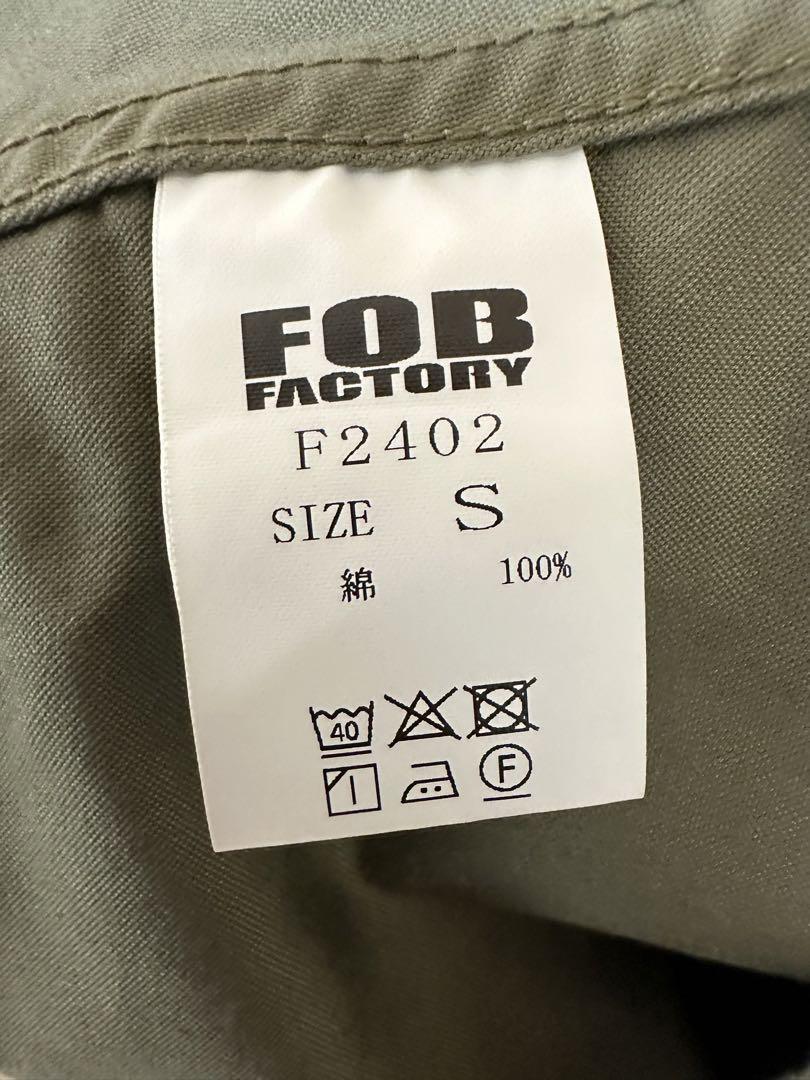 FOB
FACTORY
F2402
SIZE S
綿 100%
40
F